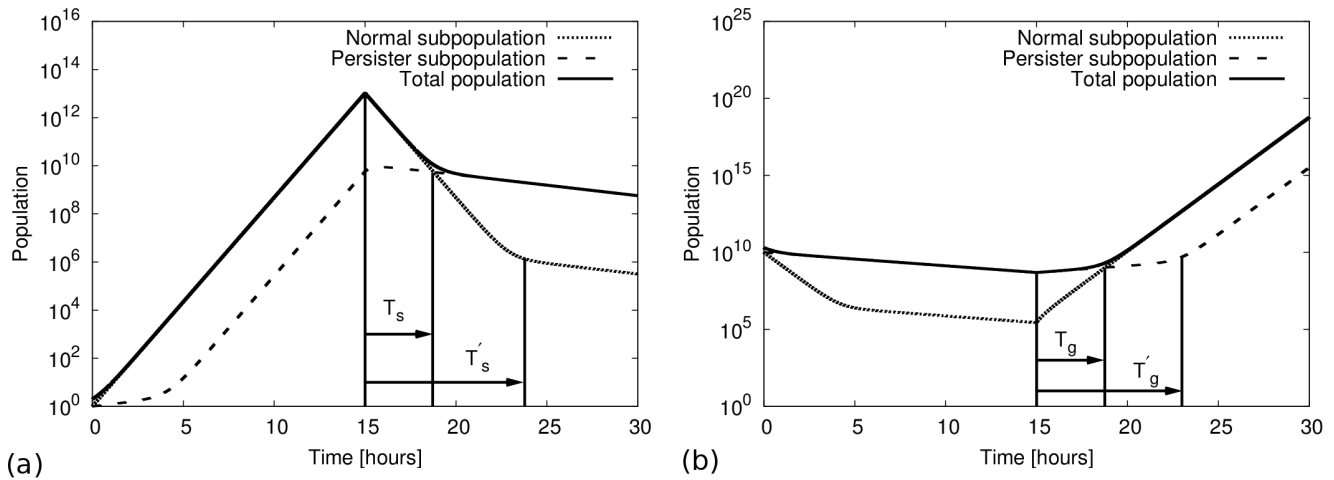 10^16
10^14
10^12
10^10
10^8
10^6
10^4
10^2
10^0
Population
Normal subpopulation
Persister subpopulation
Total population
T_s
T'_s
0 5 10 15 20 25 30
Time [hours]
(a)
10^25
10^20
10^15
10^10
10^5
10^0
Population
Normal subpopulation
Persister subpopulation
Total population
T_g
T'_g
0 5 10 15 20 25 30
Time [hours]
(b)